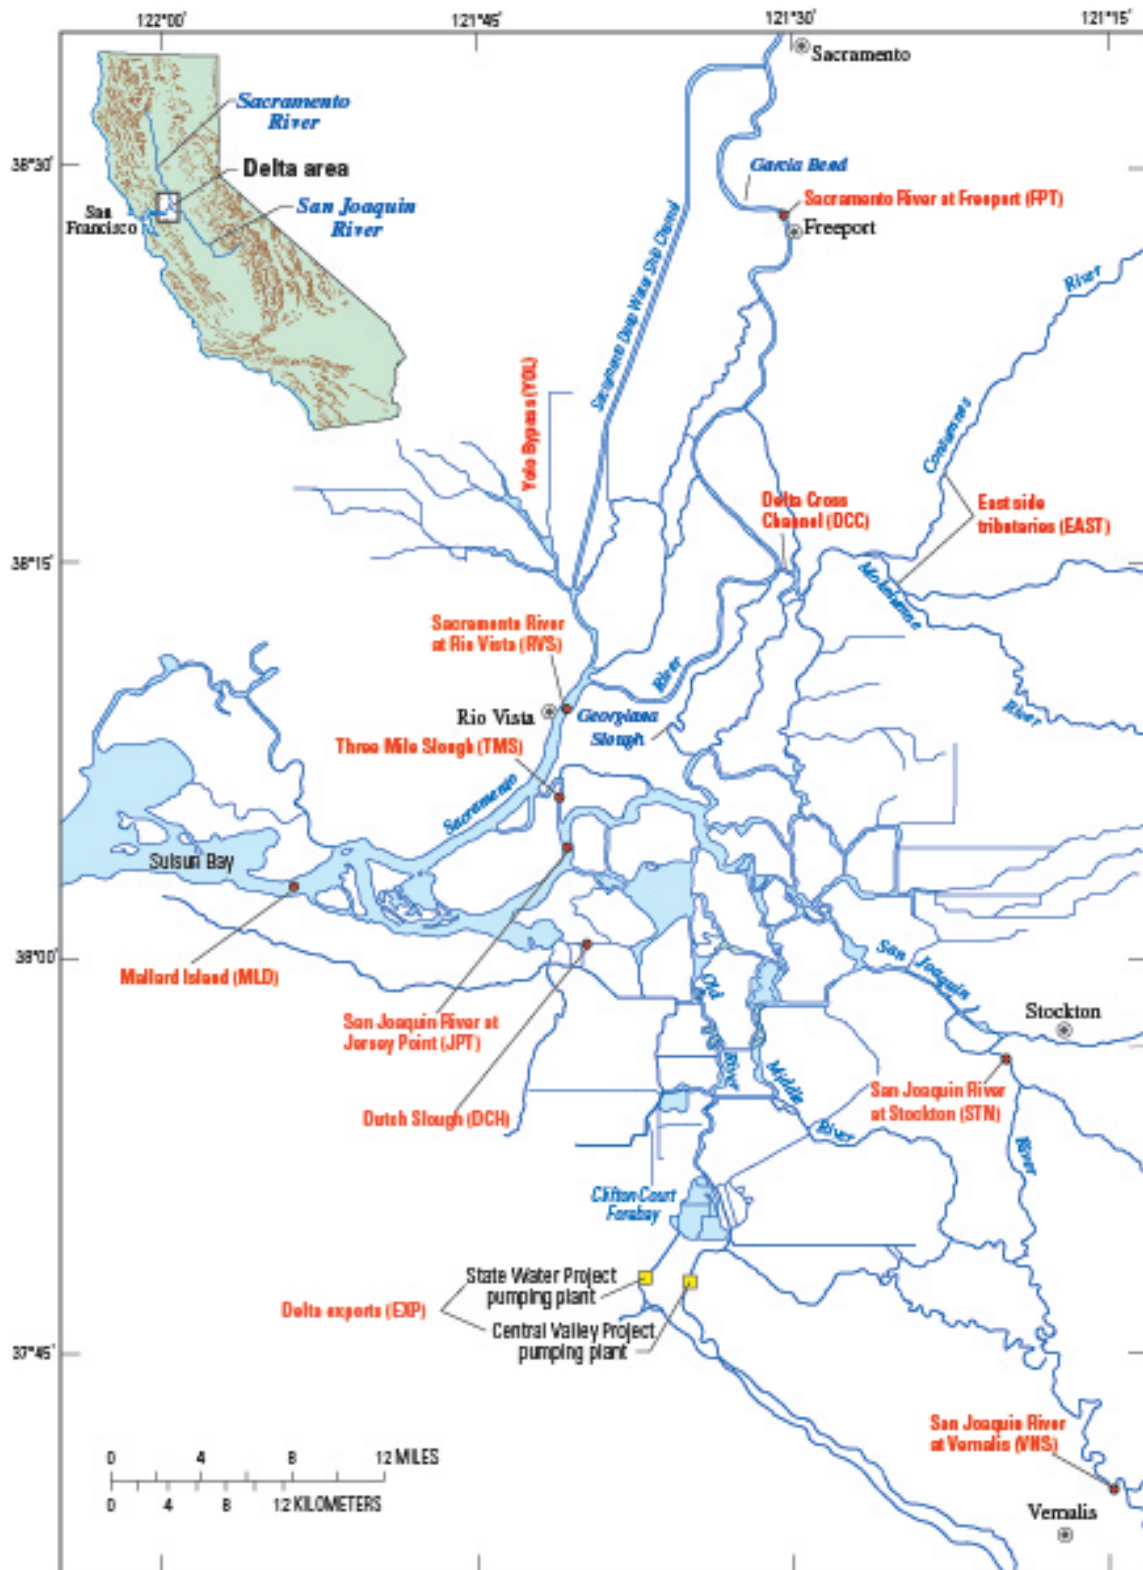 122°00'
121°45'
121°30'
121°15'
Sacramento
Sacramento
River
38°30'
Delta area
Garcia Bend
San
Francisco
San Joaquin
River
Sacramento River at Freeport (FPT)
Freeport
Sacramento Deep Water Ship Channel
River
Yolo Bypass (YOL)
Cosumnes
Delta Cross
Channel (DCC)
East side
tributaries (EAST)
38°15'
Mokelumne
Sacramento River
at Rio Vista (RVS)
River
Rio Vista
Georgiana
Slough
River
Three Mile Slough (TMS)
Sacramento
Suisun Bay
38°00'
Mallard Island (MLD)
San Joaquin
Old
Stockton
San Joaquin River at
Jersey Point (JPT)
River
Middle
San Joaquin River
at Stockton (STN)
Dutch Slough (DCH)
River
River
Clifton Court
Forebay
State Water Project
pumping plant
Delta exports (EXP)
Central Valley Project
pumping plant
37°45'
San Joaquin River
at Vernalis (VNS)
0 4 8 12 MILES
0 4 8 12 KILOMETERS
Vernalis